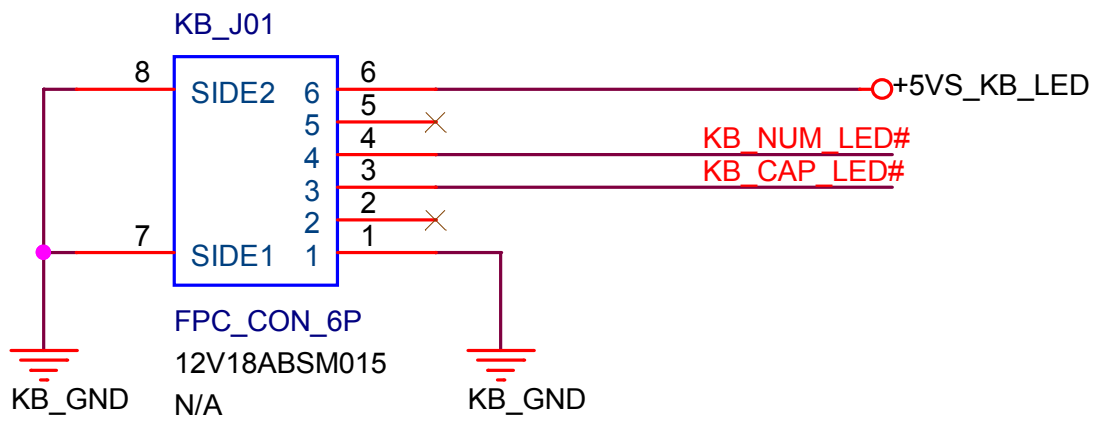 KB_J01
8 SIDE2 6 6 +5VS_KB_LED
5 5
4 4 KB_NUM_LED#
3 3 KB_CAP_LED#
2 2
7 SIDE1 1 1
FPC_CON_6P
12V18ABSM015
N/A
KB_GND
KB_GND